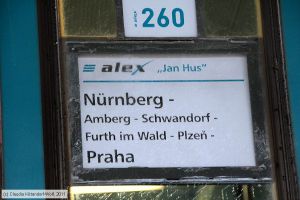 260
alex „Jan Hus"
Nürnberg -
Amberg - Schwandorf -
Furth im Wald - Plzeň -
Praha